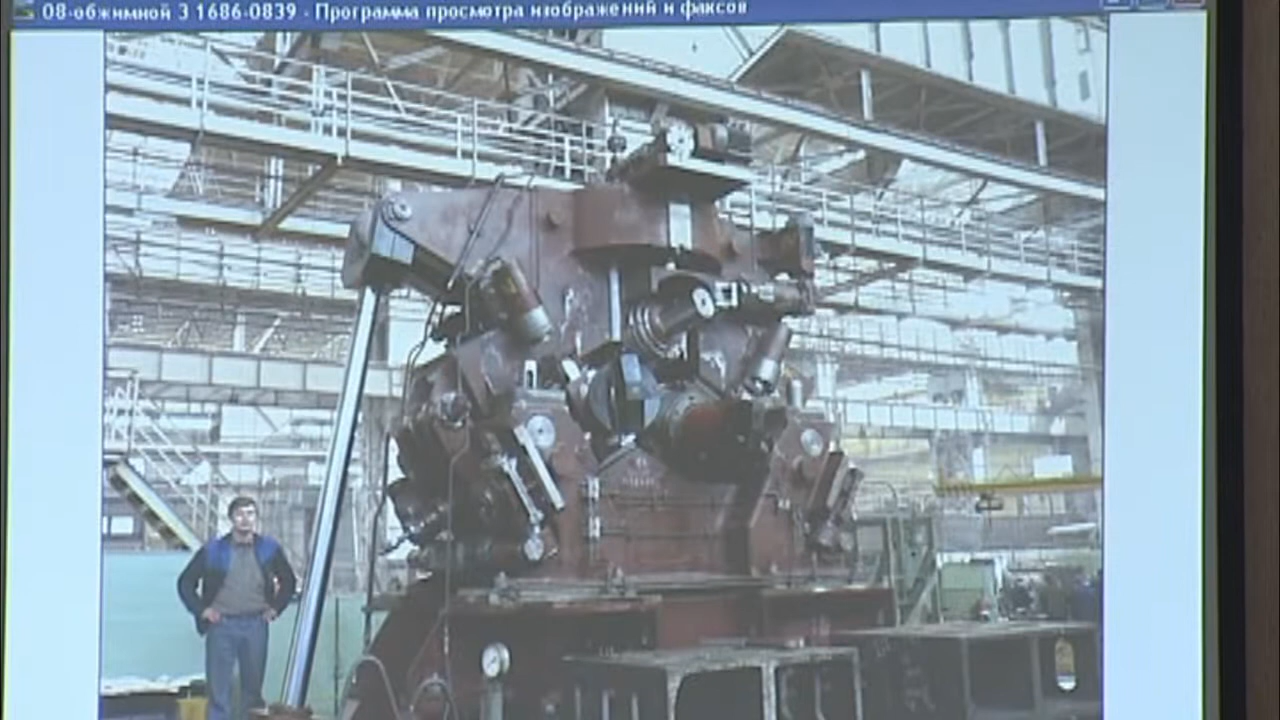 08-обжимной 3 1686-0839 - Программа просмотра изображений и факсов